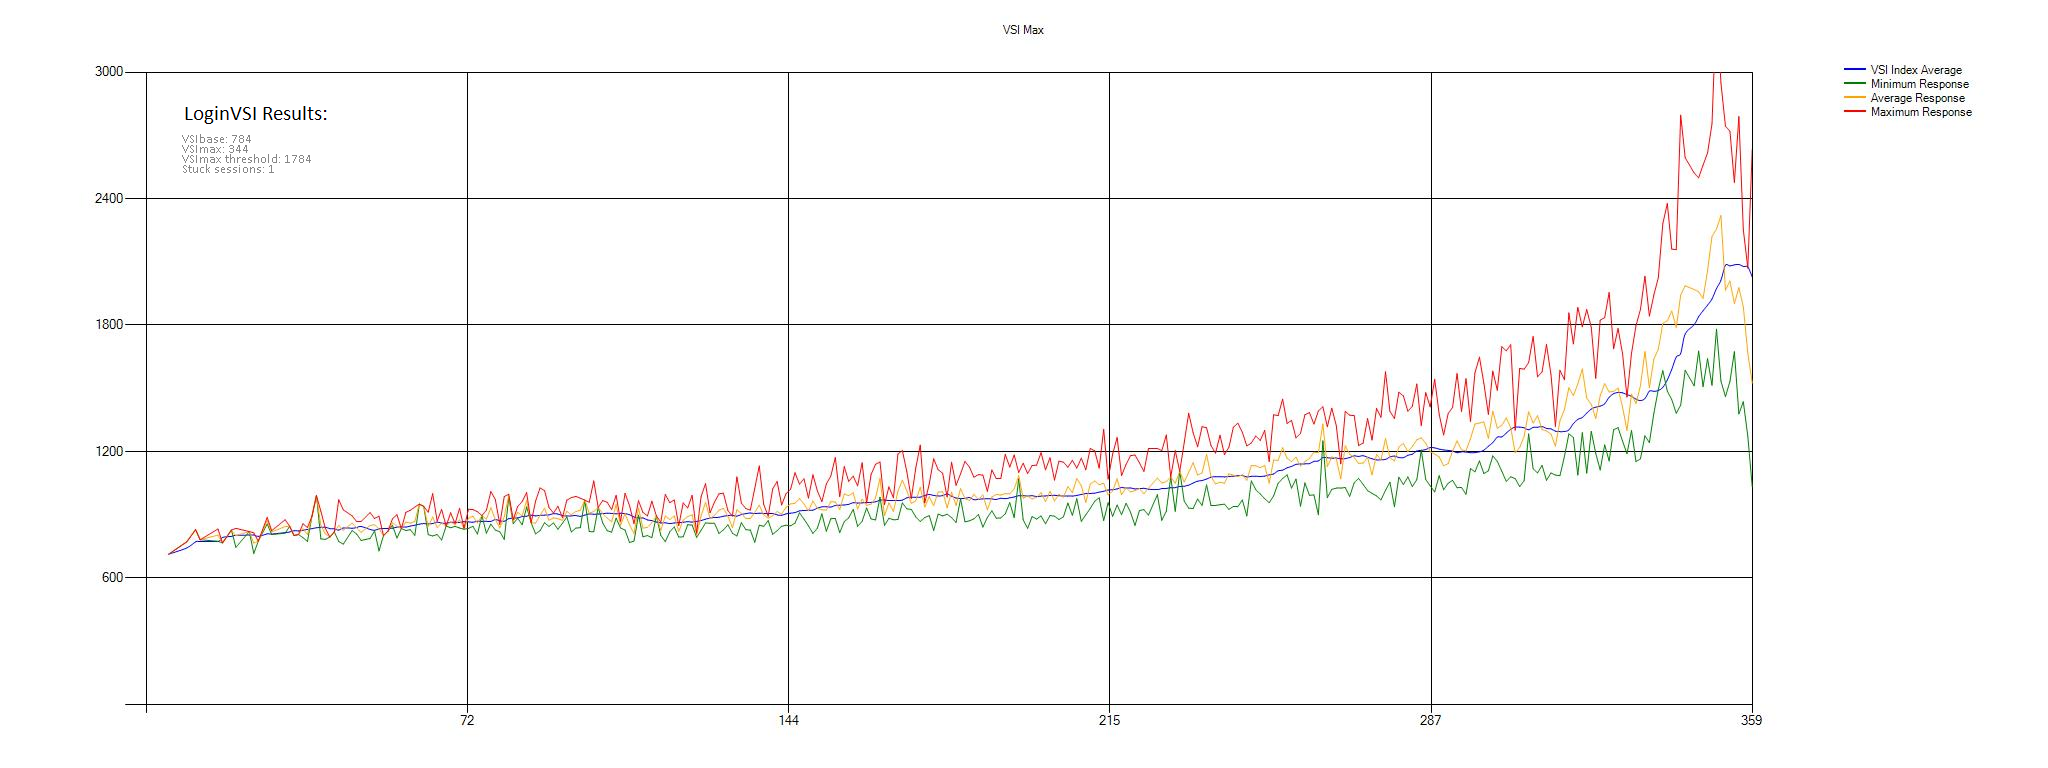 VSI Max
3000
2400
1800
1200
600
LoginVSI Results:
VSIbase: 784
VSImax: 344
VSImax threshold: 1784
Stuck sessions: 1
VSI Index Average
Minimum Response
Average Response
Maximum Response
72
144
215
287
359